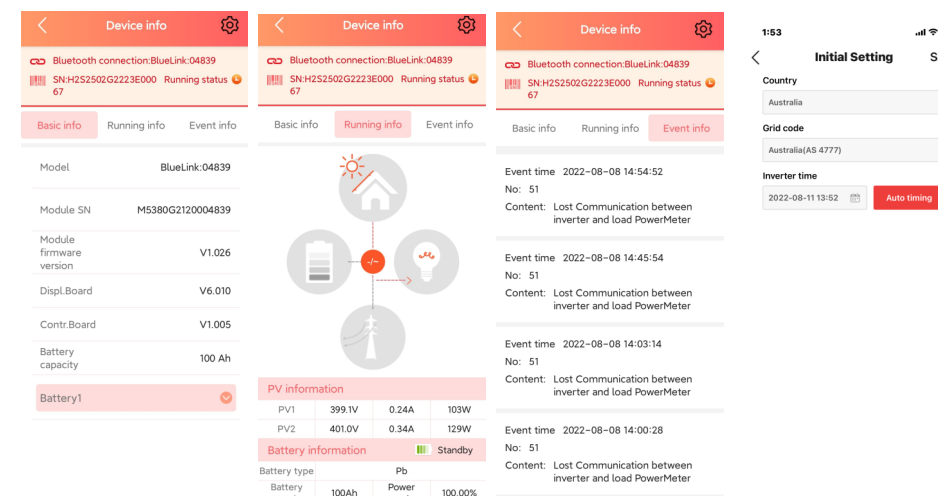 Device info
Bluetooth connection:BlueLink:04839
SN:H2S2502G2223E000 Running status
67
Basic info Running info Event info
Model BlueLink:04839
Module SN M5380G2120004839
Module
firmware
version
V1.026
Displ.Board V6.010
Contr.Board V1.005
Battery
capacity
100 Ah
Battery1
Device info
Bluetooth connection:BlueLink:04839
SN:H2S2502G2223E000 Running status
67
Basic info Running info Event info
PV information
PV1 399.1V 0.24A 103W
PV2 401.0V 0.34A 129W
Battery information Standby
Battery type Pb
Battery
100Ah
Power
100.00%
Device info
Bluetooth connection:BlueLink:04839
SN:H2S2502G2223E000 Running status
67
Basic info Running info Event info
Event time 2022-08-08 14:54:52
No: 51
Content: Lost Communication between
inverter and load PowerMeter
Event time 2022-08-08 14:45:54
No: 51
Content: Lost Communication between
inverter and load PowerMeter
Event time 2022-08-08 14:03:14
No: 51
Content: Lost Communication between
inverter and load PowerMeter
Event time 2022-08-08 14:00:28
No: 51
Content: Lost Communication between
inverter and load PowerMeter
1:53
Initial Setting S
Country
Australia
Grid code
Australia(AS 4777)
Inverter time
2022-08-11 13:52 Auto timing